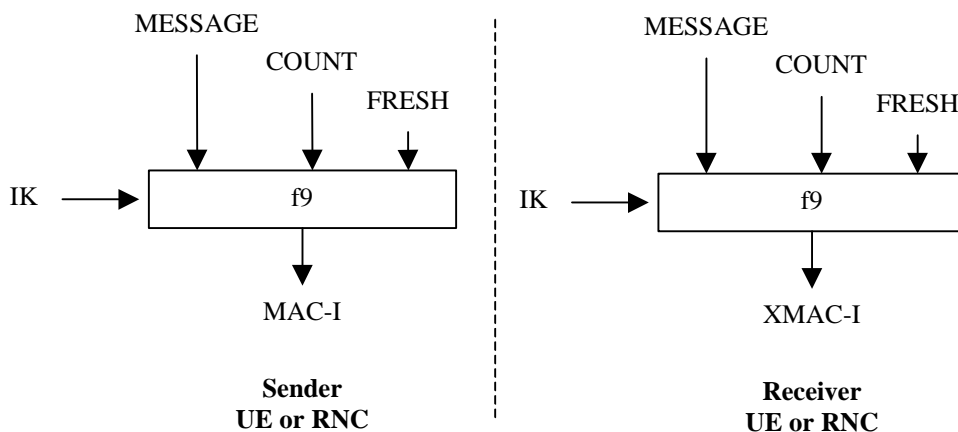 MESSAGE
COUNT
FRESH
IK
f9
MAC-I
Sender
UE or RNC
MESSAGE
COUNT
FRESH
IK
f9
XMAC-I
Receiver
UE or RNC